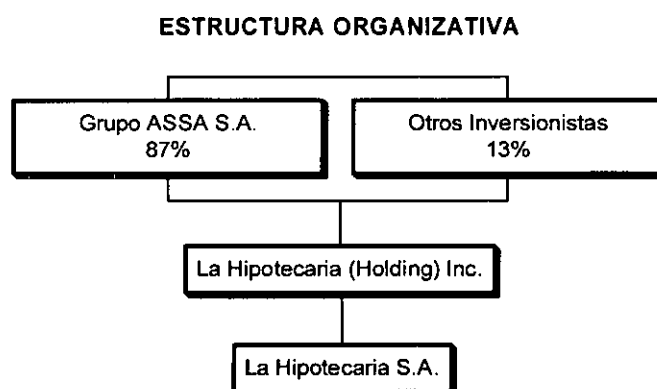 ESTRUCTURA ORGANIZATIVA
Grupo ASSA S.A.
87%
Otros Inversionistas
13%
La Hipotecaria (Holding) Inc.
La Hipotecaria S.A.